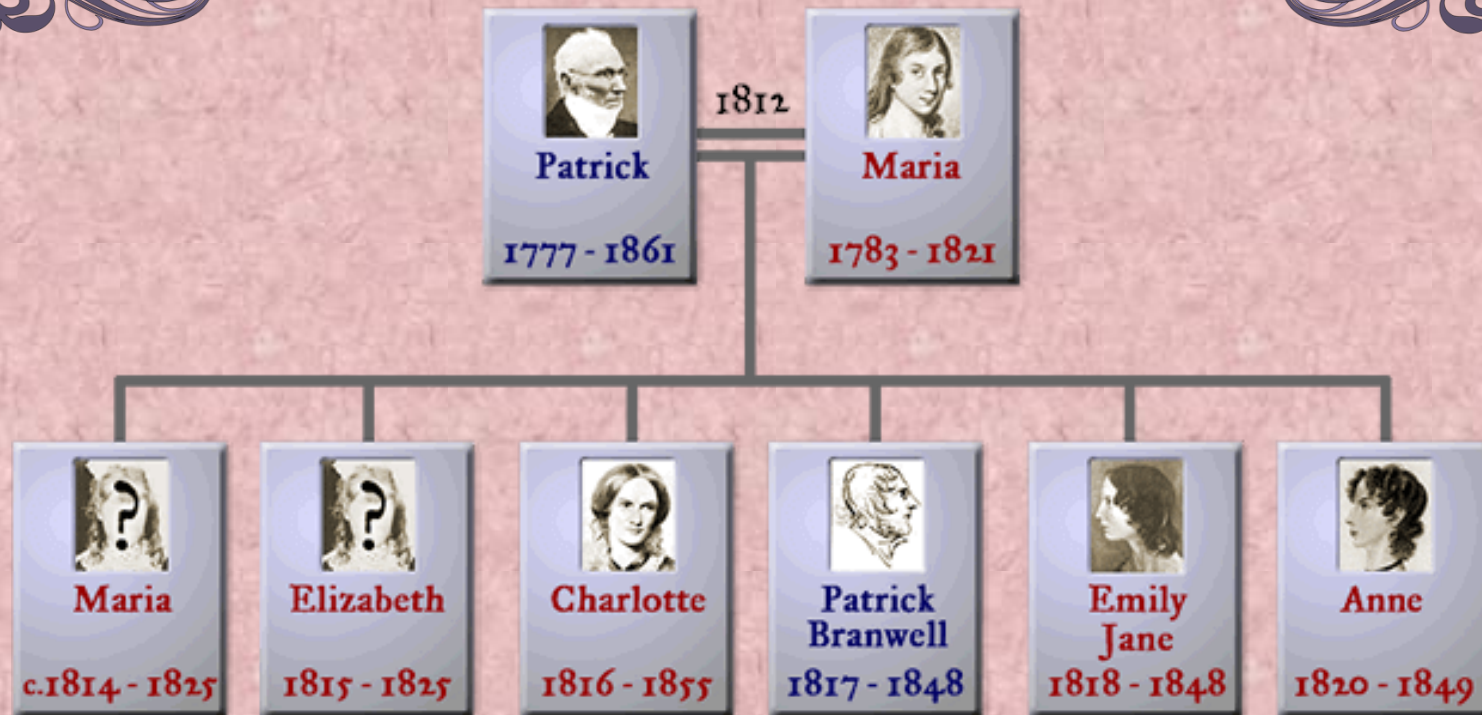 1812
Patrick
Maria
1777 - 1861
1783 - 1821
?
?
Maria
Elizabeth
Charlotte
Patrick
Branwell
Emily
Jane
Anne
c.1814 - 1825
1815 - 1825
1816 - 1855
1817 - 1848
1818 - 1848
1820 - 1849